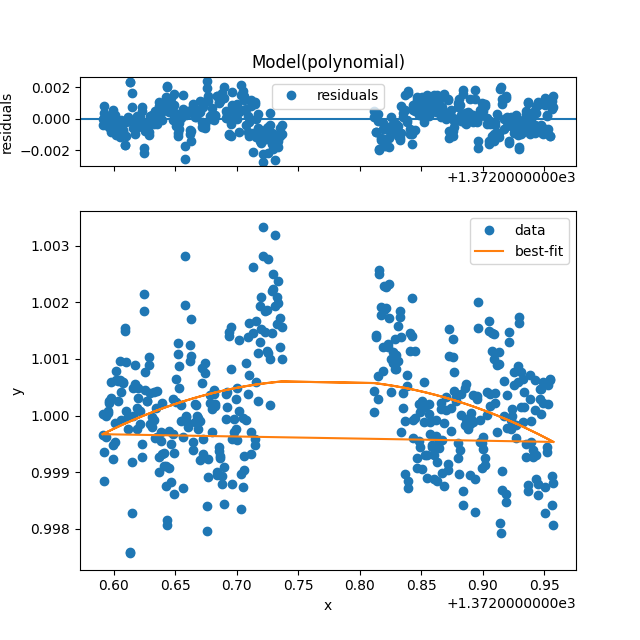 Model(polynomial)
residuals
0.002
0.000
−0.002
residuals
+1.3720000000e3
data
best-fit
1.003
1.002
1.001
1.000
0.999
0.998
y
0.60 0.65 0.70 0.75 0.80 0.85 0.90 0.95
x
+1.3720000000e3